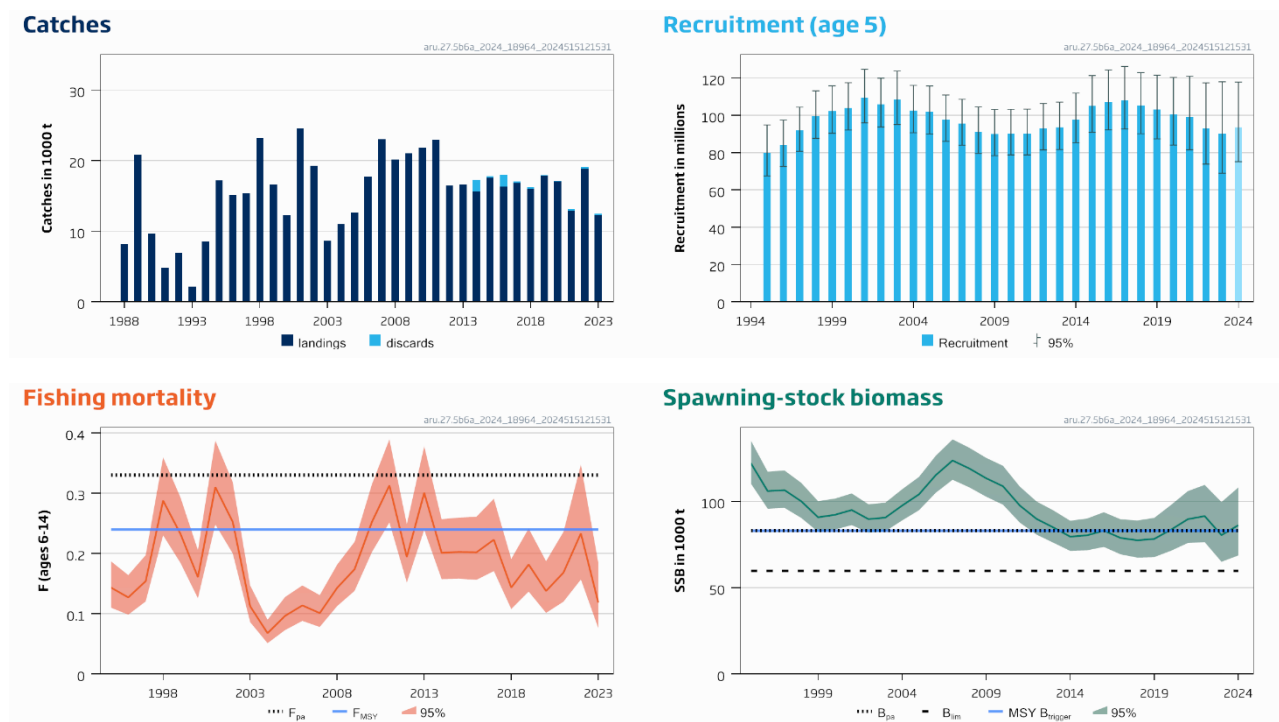 Catches
aru.27.5b6a_2024_18964_2024515121531
Catches in 1000 t
30
20
10
0
1988 1993 1998 2003 2008 2013 2018 2023
landings discards
Recruitment (age 5)
aru.27.5b6a_2024_18964_2024515121531
Recruitment in millions
120
100
80
60
40
20
0
1994 1999 2004 2009 2014 2019 2024
Recruitment 95%
Fishing mortality
aru.27.5b6a_2024_18964_2024515121531
F (ages 6-14)
0.4
0.3
0.2
0.1
0
1998 2003 2008 2013 2018 2023
Fpa FMSY 95%
Spawning-stock biomass
aru.27.5b6a_2024_18964_2024515121531
SSB in 1000 t
100
50
0
1999 2004 2009 2014 2019 2024
Bpa Blim MSY Btrigger 95%